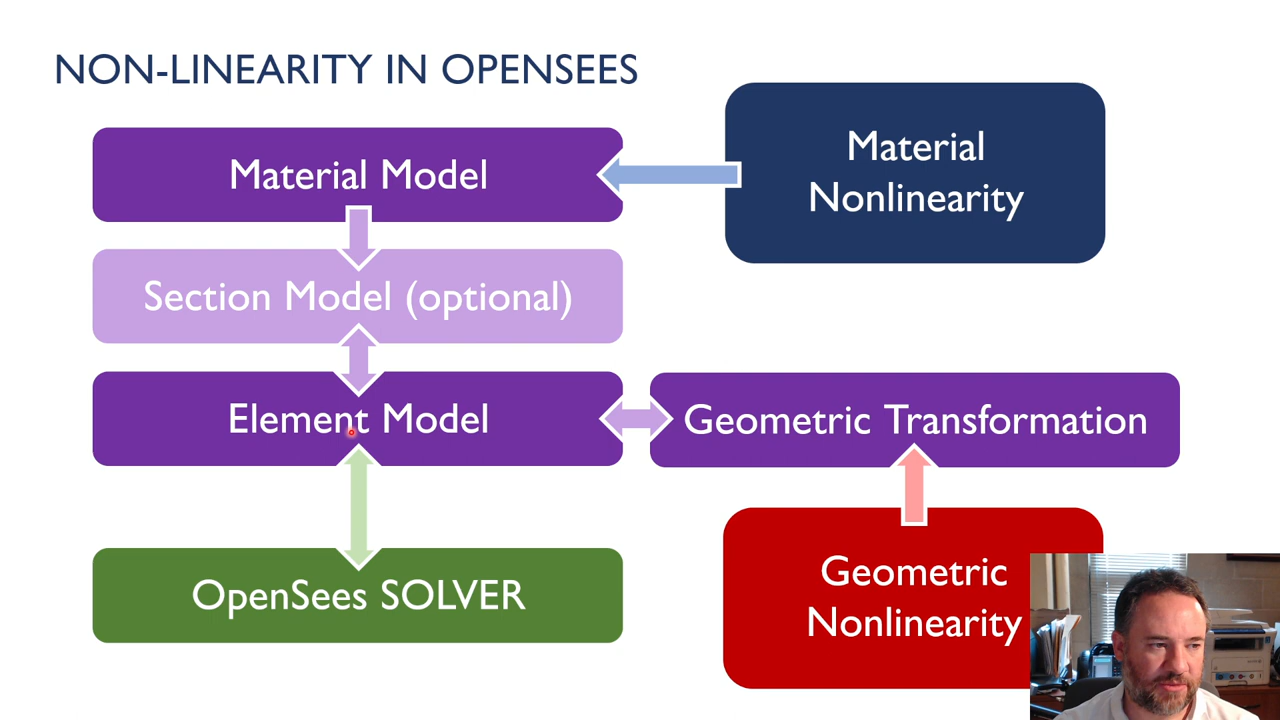 NON-LINEARITY IN OPENSEES
Material Model
Material
Nonlinearity
Section Model (optional)
Element Model
Geometric Transformation
OpenSees SOLVER
Geometric
Nonlinearity